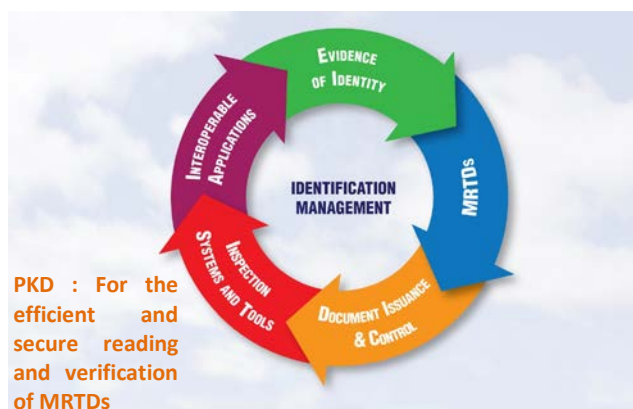 EVIDENCE
OF IDENTITY
MRTDs
DOCUMENT ISSUANCE
& CONTROL
INSPECTION
SYSTEMS AND TOOLS
INTEROPERABLE
APPLICATIONS
IDENTIFICATION
MANAGEMENT
PKD : For the
efficient and
secure reading
and verification
of MRTDs